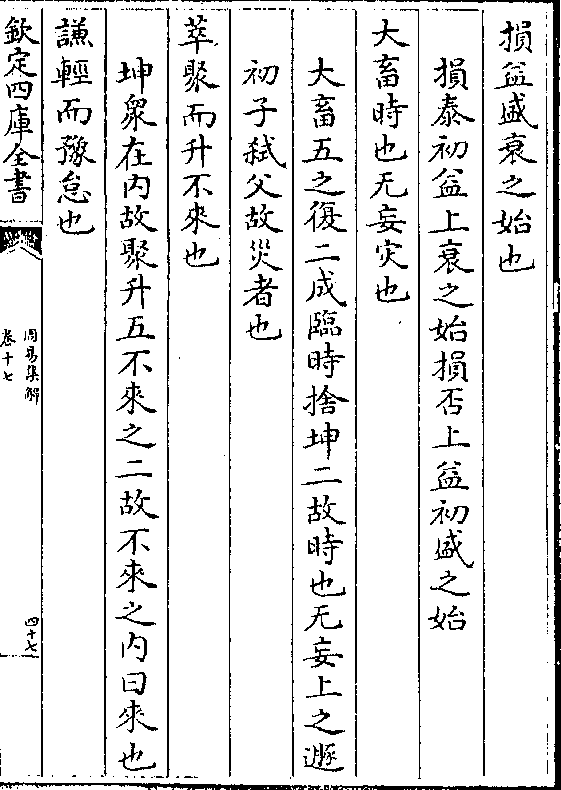 損益盛衰之始也
損泰初益上衰之始損否上益初盛之始
大畜時也无妄灾也
大畜五之復二成臨時捨坤二故時也无妄上之遯
初子弑父故災者也
萃聚而升不來也
坤衆在内故聚升五不來之二故不來之内曰來也
謙輕而豫怠也
欽定四庫全書
周易集解
卷十七
四十七